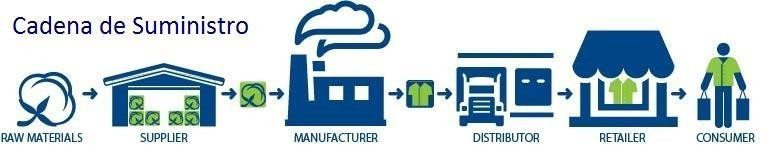 Cadena de Suministro
RAW MATERIALS SUPPLIER MANUFACTURER DISTRIBUTOR RETAILER CONSUMER